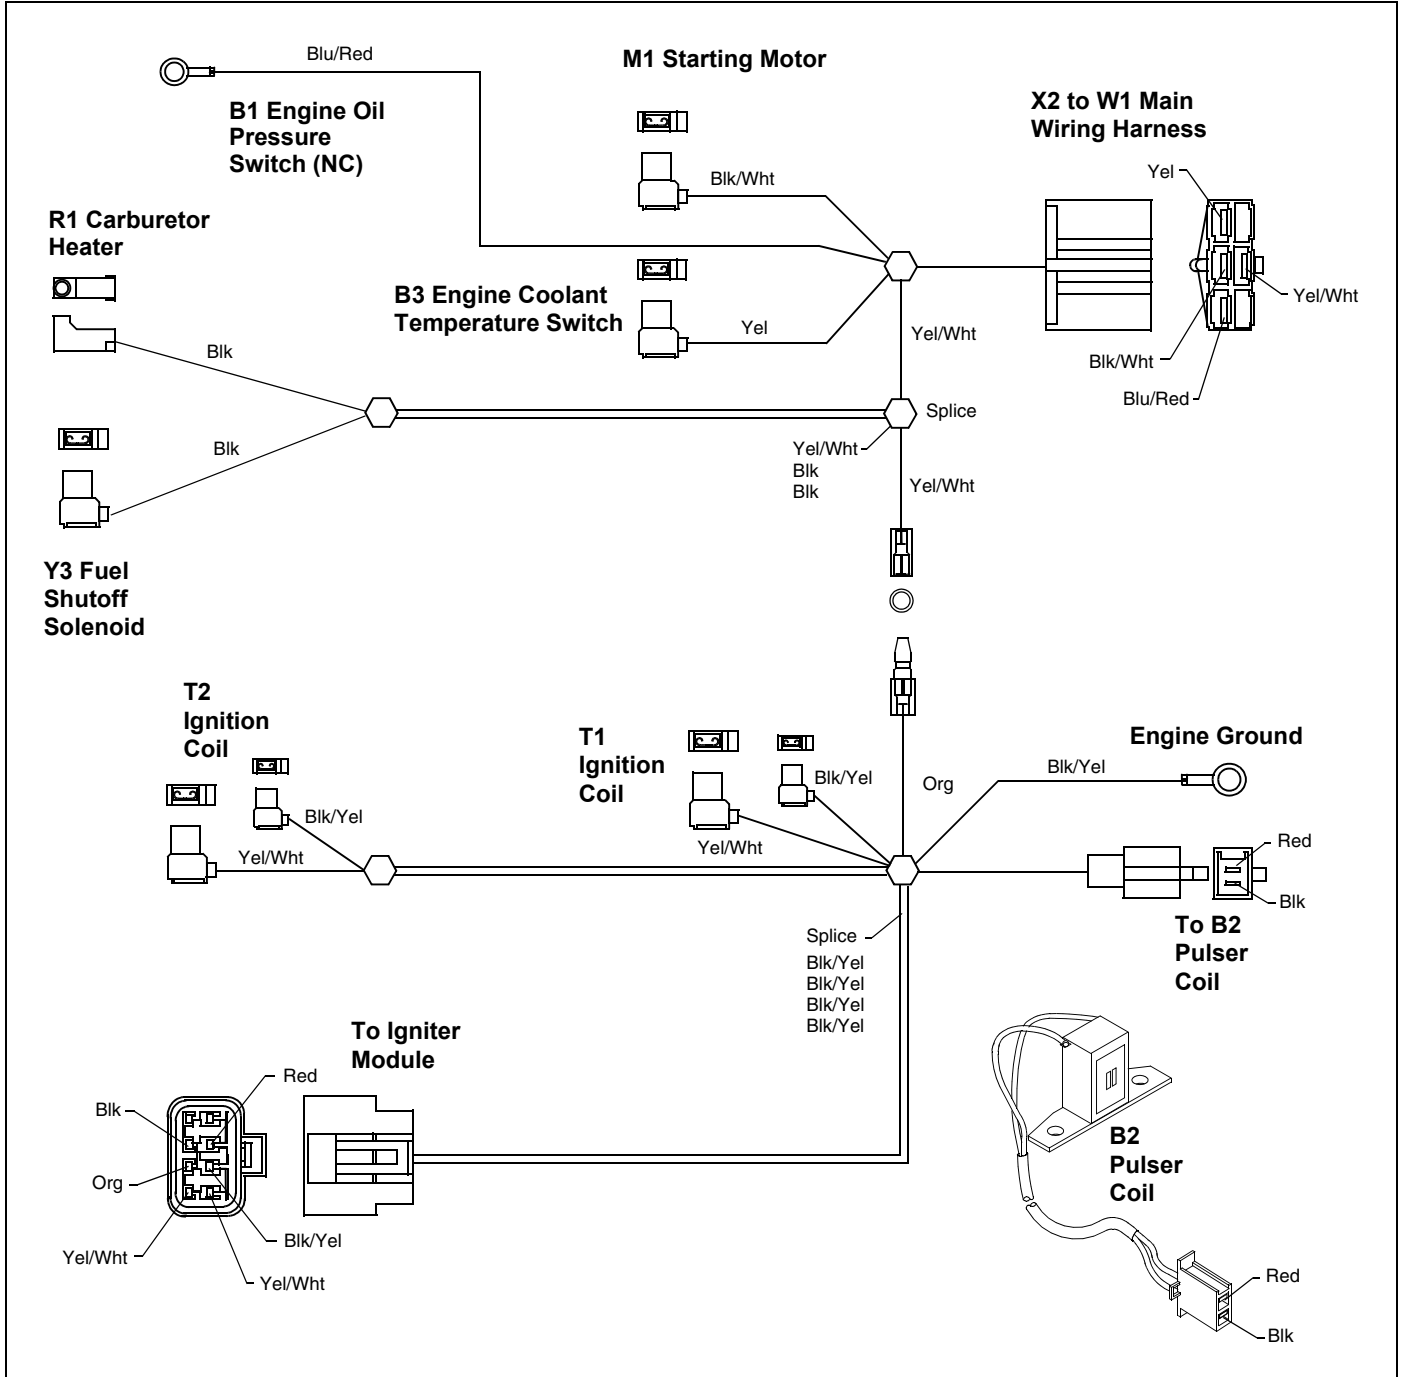 Blu/Red
M1 Starting Motor
B1 Engine Oil
Pressure
Switch (NC)
X2 to W1 Main
Wiring Harness
Yel
Blk/Wht
R1 Carburetor
Heater
B3 Engine Coolant
Temperature Switch
Yel
Yel/Wht
Yel/Wht
Blk/Wht
Blu/Red
Blk
Splice
Blk
Yel/Wht
Blk
Blk
Yel/Wht
Y3 Fuel
Shutoff
Solenoid
T2
Ignition
Coil
T1
Ignition
Coil
Engine Ground
Blk/Yel
Blk/Yel
Org
Blk/Yel
Yel/Wht
Yel/Wht
Red
Blk
To B2
Pulser
Coil
Splice
Blk/Yel
Blk/Yel
Blk/Yel
Blk/Yel
To Igniter
Module
Red
Blk
Org
Blk/Yel
Yel/Wht
Yel/Wht
B2
Pulser
Coil
Red
Blk